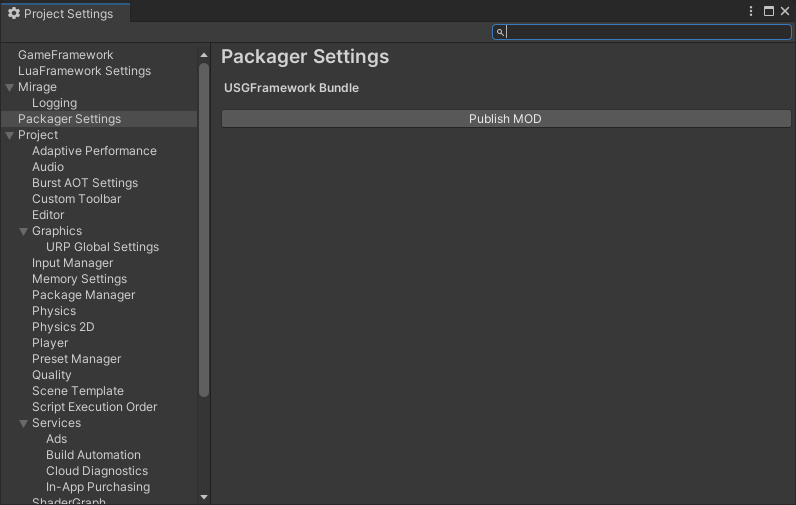 Project Settings
GameFramework
LuaFramework Settings
Mirage
Logging
Packager Settings
Project
Adaptive Performance
Audio
Burst AOT Settings
Custom Toolbar
Editor
Graphics
URP Global Settings
Input Manager
Memory Settings
Package Manager
Physics
Physics 2D
Player
Preset Manager
Quality
Scene Template
Script Execution Order
Services
Ads
Build Automation
Cloud Diagnostics
In-App Purchasing
ShaderGraph
Packager Settings
USGFramework Bundle
Publish MOD